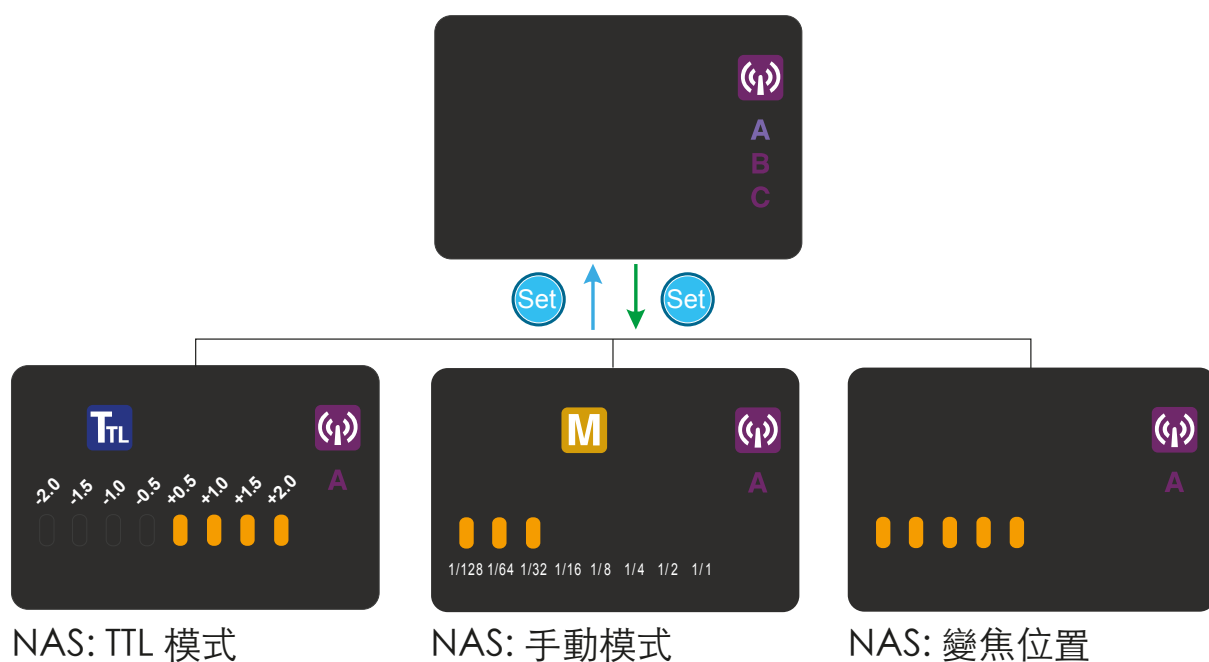 A
B
C
Set Set
TTL
A
-2.0 -1.5 -1.0 -0.5 +0.5 +1.0 +1.5 +2.0
NAS: TTL 模式
M
A
1/128 1/64 1/32 1/16 1/8 1/4 1/2 1/1
NAS: 手動模式
A
NAS: 變焦位置